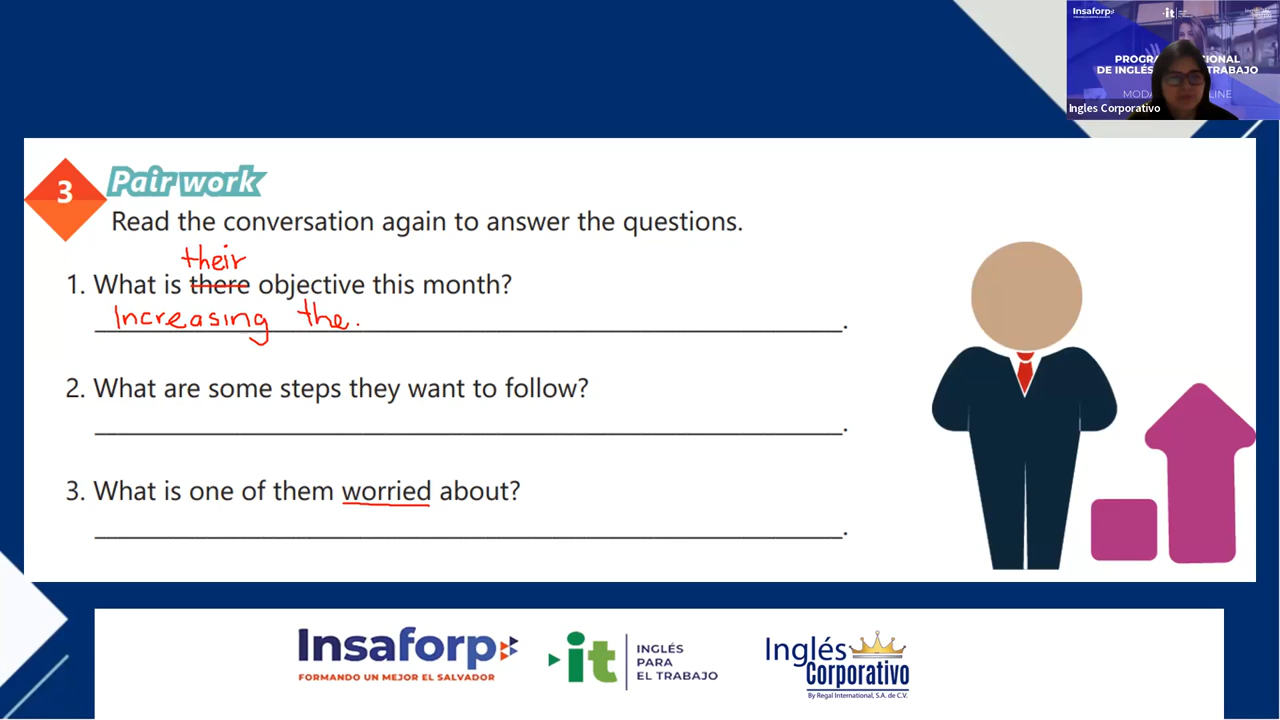 Insaforp
·it
PROGRAMA NACIONAL
DE INGLÉS TRABAJO
Ingles Corporativo
3
Pair work
Read the conversation again to answer the questions.
their
1. What is there objective this month?
Increasing the.
2. What are some steps they want to follow?
3. What is one of them worried about?
Insaforp
FORMANDO UN MEJOR EL SALVADOR
it
INGLÉS
PARA
EL TRABAJO
Inglés
Corporativo
By Regal International, S.A. de C.V.